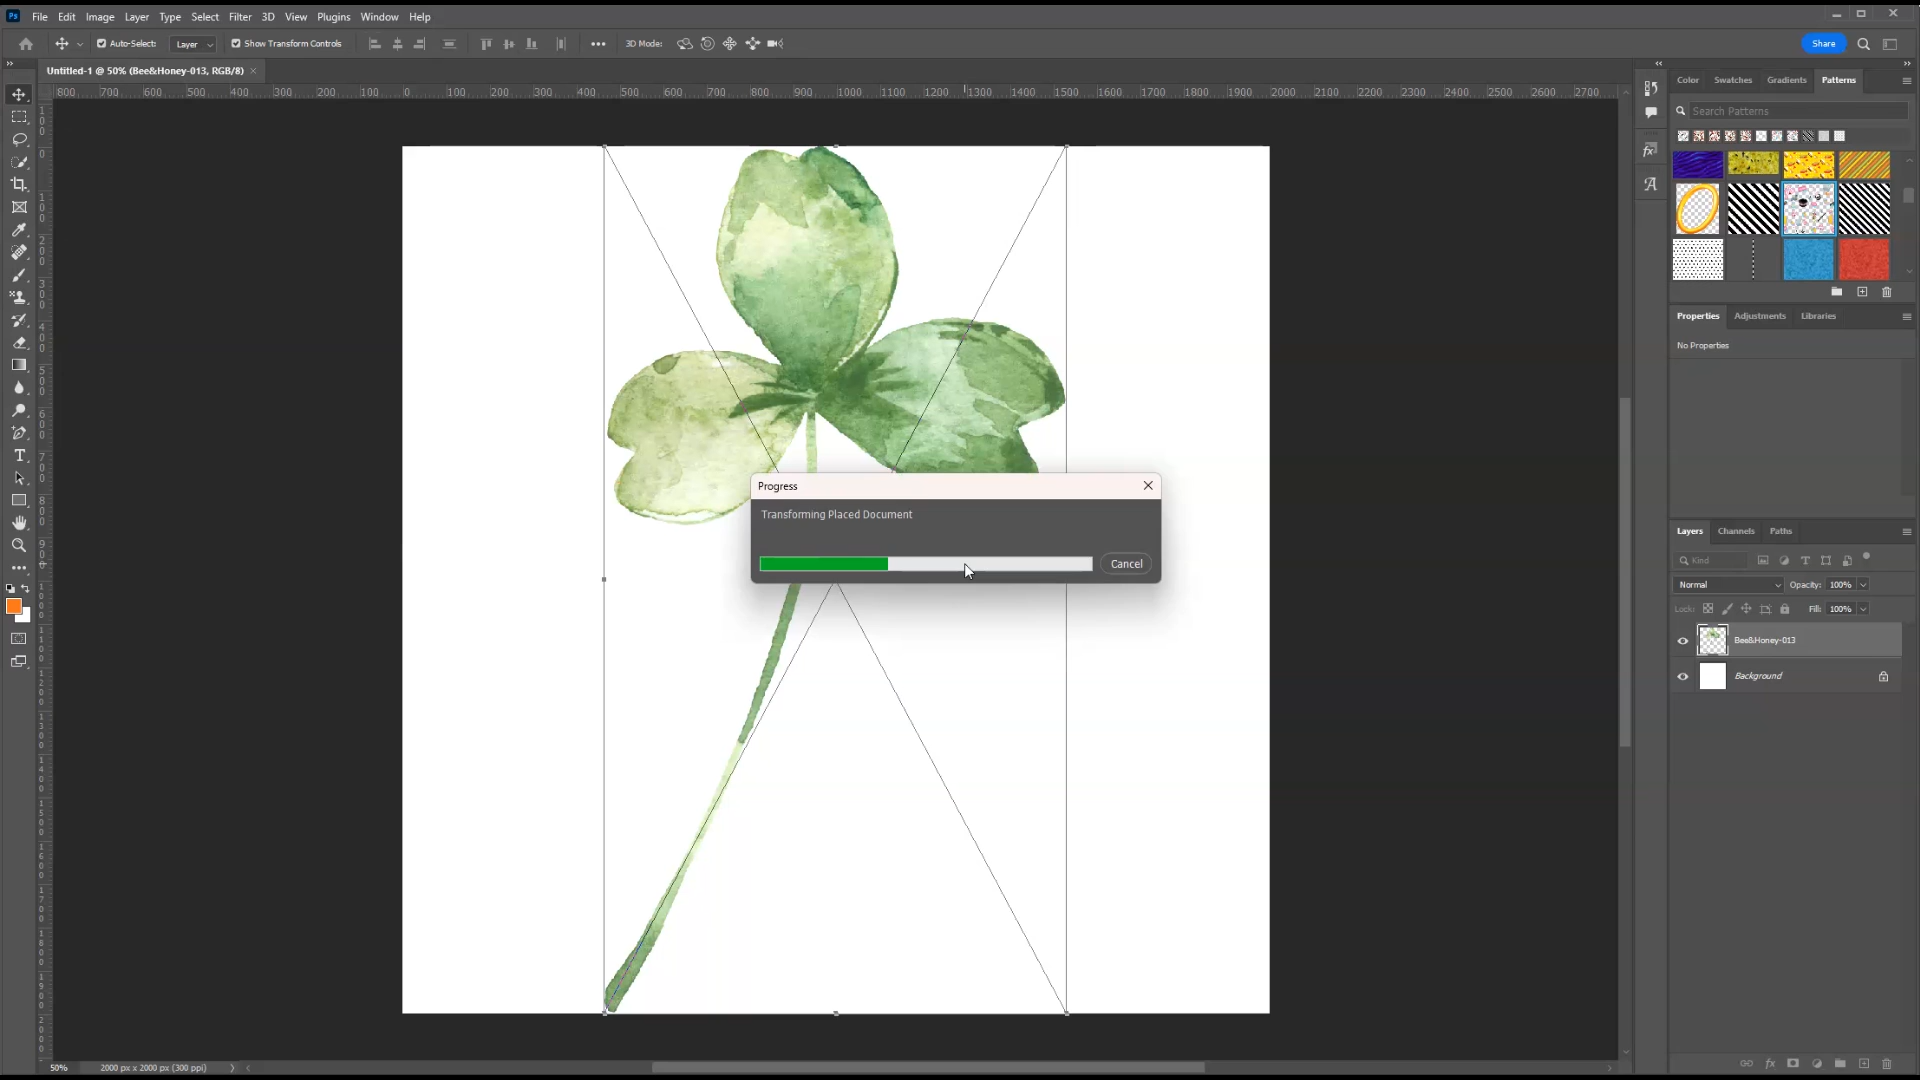 Ps File Edit Image Layer Type Select Filter 3D View Plugins Window Help
Auto-Select: Layer Show Transform Controls 3D Mode: Share
Untitled-1 @ 50% (Bee&Honey-013, RGB/8)
800 700 600 500 400 300 200 100 0 100 200 300 400 500 600 700 800 900 1000 1100 1200 1300 1400 1500 1600 1700 1800 1900 2000 2100 2200 2300 2400 2500 2600 2700
Color Swatches Gradients Patterns
Search Patterns
Properties Adjustments Libraries
No Properties
Progress
Transforming Placed Document
Cancel
Layers Channels Paths
Kind
Normal Opacity: 100%
Lock: Fill: 100%
Bee&Honey-013
Background
50% 2000 px x 2000 px (300 ppi)